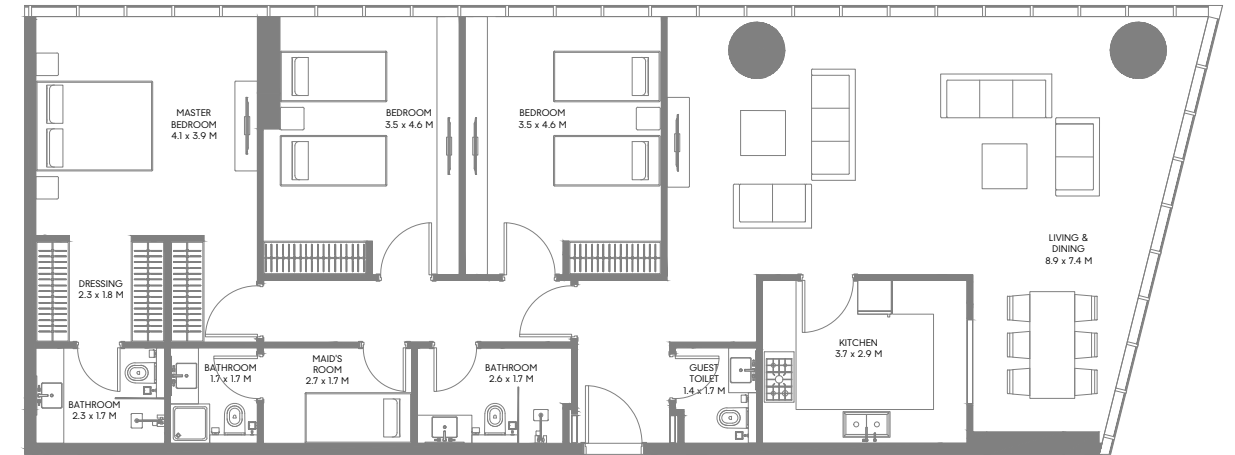 MASTER
BEDROOM
4.1 x 3.9 M
BEDROOM
3.5 x 4.6 M
BEDROOM
3.5 x 4.6 M
LIVING &
DINING
8.9 x 7.4 M
DRESSING
2.3 x 1.8 M
KITCHEN
3.7 x 2.9 M
BATHROOM
2.3 x 1.7 M
BATHROOM
1.7 x 1.7 M
MAID'S
ROOM
2.7 x 1.7 M
BATHROOM
2.6 x 1.7 M
GUEST
TOILET
1.4 x 1.7 M